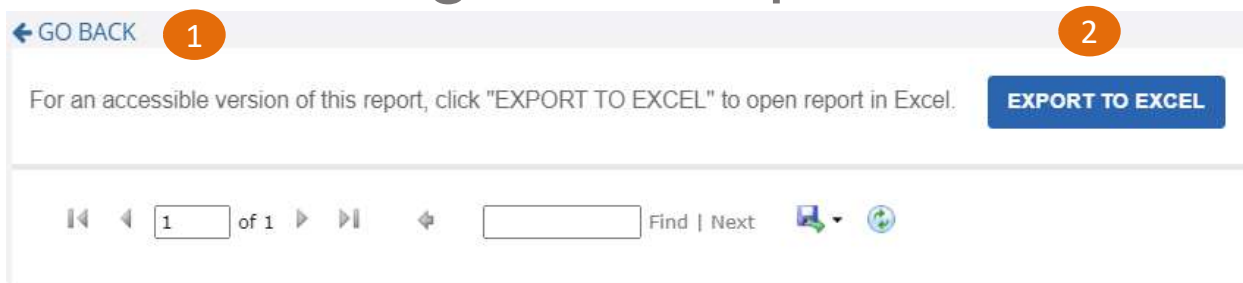 GO BACK 1 2
For an accessible version of this report, click "EXPORT TO EXCEL" to open report in Excel. EXPORT TO EXCEL
1 of 1 Find | Next